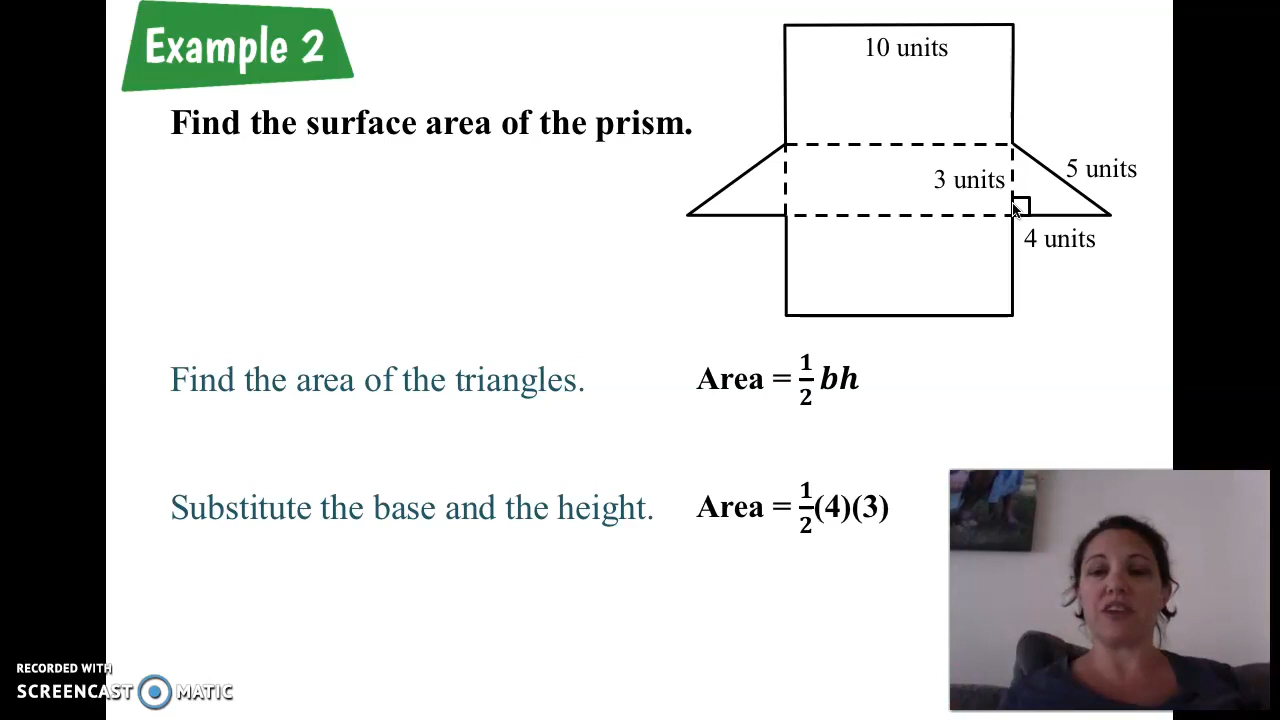 Example 2
10 units
Find the surface area of the prism.
3 units
5 units
4 units
Find the area of the triangles. Area = 1/2 bh
Substitute the base and the height. Area = 1/2(4)(3)
RECORDED WITH
SCREENCAST MATIC